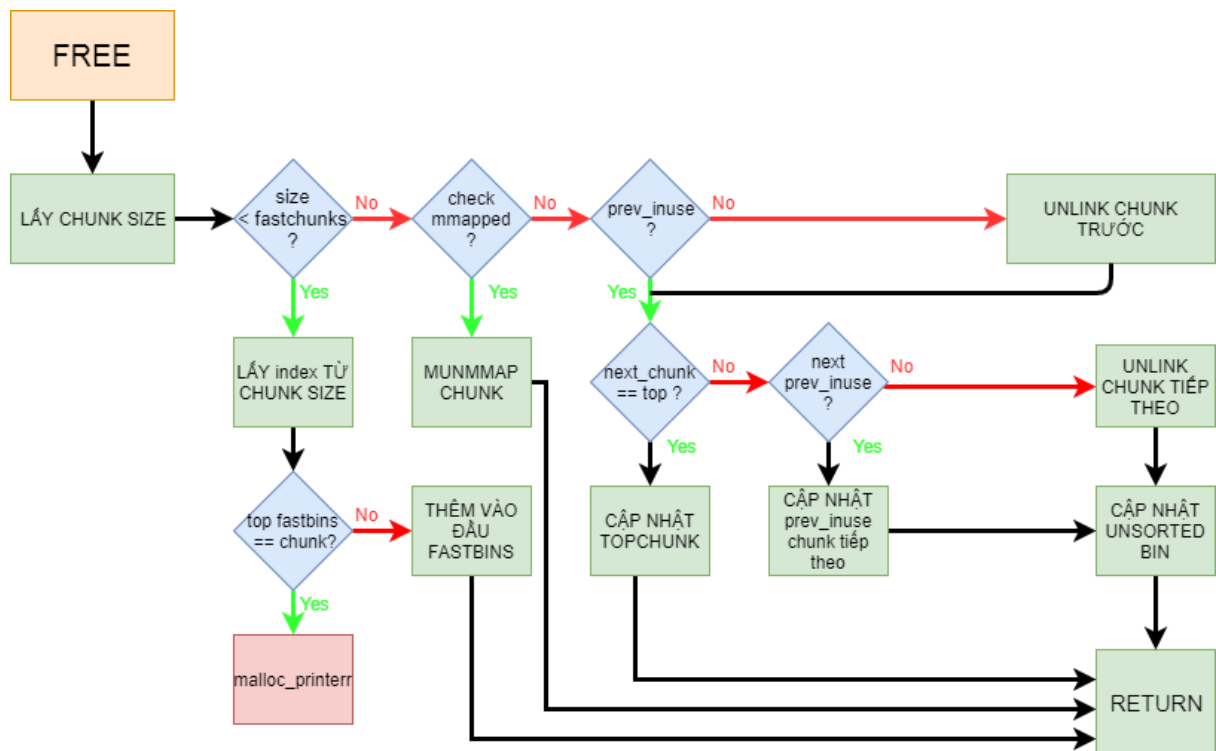 FREE
LẤY CHUNK SIZE
size
< fastchunks
?
No
check
mmapped
?
No
prev_inuse
?
No
UNLINK CHUNK
TRƯỚC
Yes
Yes
Yes
LẤY index TỪ
CHUNK SIZE
MUNMMAP
CHUNK
next_chunk
== top ?
No
next
prev_inuse
?
No
UNLINK
CHUNK TIẾP
THEO
Yes
Yes
top fastbins
== chunk?
No
THÊM VÀO
ĐẦU
FASTBINS
CẬP NHẬT
TOPCHUNK
CẬP NHẬT
prev_inuse
chunk tiếp
theo
CẬP NHẬT
UNSORTED
BIN
Yes
malloc_printerr
RETURN